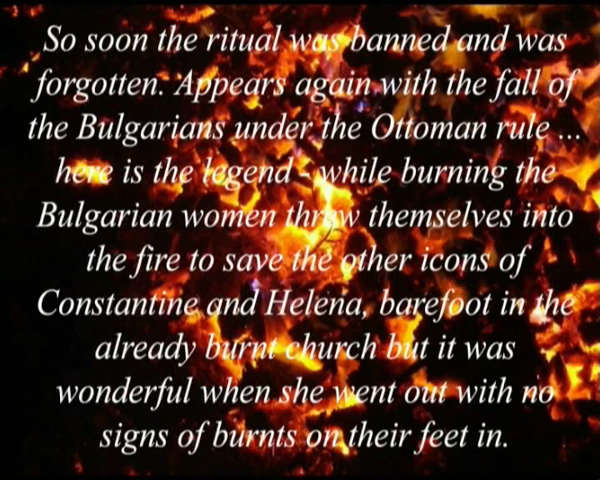 So soon the ritual was banned and was
forgotten. Appears again with the fall of
the Bulgarians under the Ottoman rule ...
here is the legend - while burning the
Bulgarian women threw themselves into
the fire to save the other icons of
Constantine and Helena, barefoot in the
already burnt church but it was
wonderful when she went out with no
signs of burnts on their feet in.